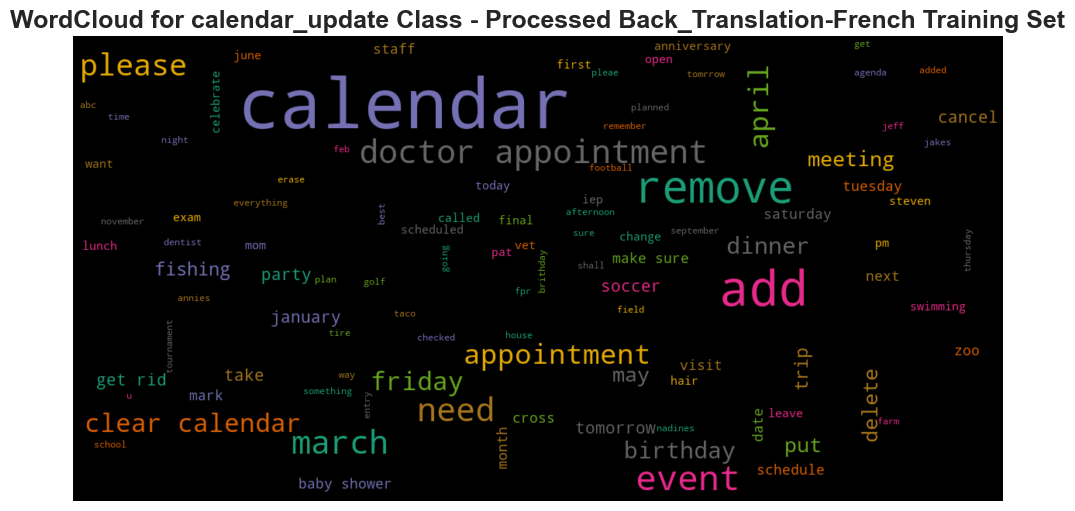 WordCloud for calendar_update Class - Processed Back_Translation-French Training Set
calendar
please
june
staff
first
anniversary
open
get
celebrate
pleae
tomrrow
agenda
added
abc
time
planned
april
cancel
night
remember
jeff
feb
doctor appointment
football
meeting
jakes
want
erase
today
remove
tuesday
everything
iep
steven
november
exam
best
called
final
afternoon
saturday
scheduled
sure
change
september
lunch
dentist
mom
pat
vet
dinner
pm
thursday
going
make sure
fishing
party
plan
golf
brithday
shall
next
soccer
add
annies
fpr
swimming
january
taco
field
tire
checked
house
tournament
appointment
zoo
get rid
take
way
friday
may
visit
hair
trip
u
mark
something
entry
need
delete
clear calendar
cross
date
leave
farm
school
march
month
tomorrow
nadines
put
birthday
schedule
baby shower
event